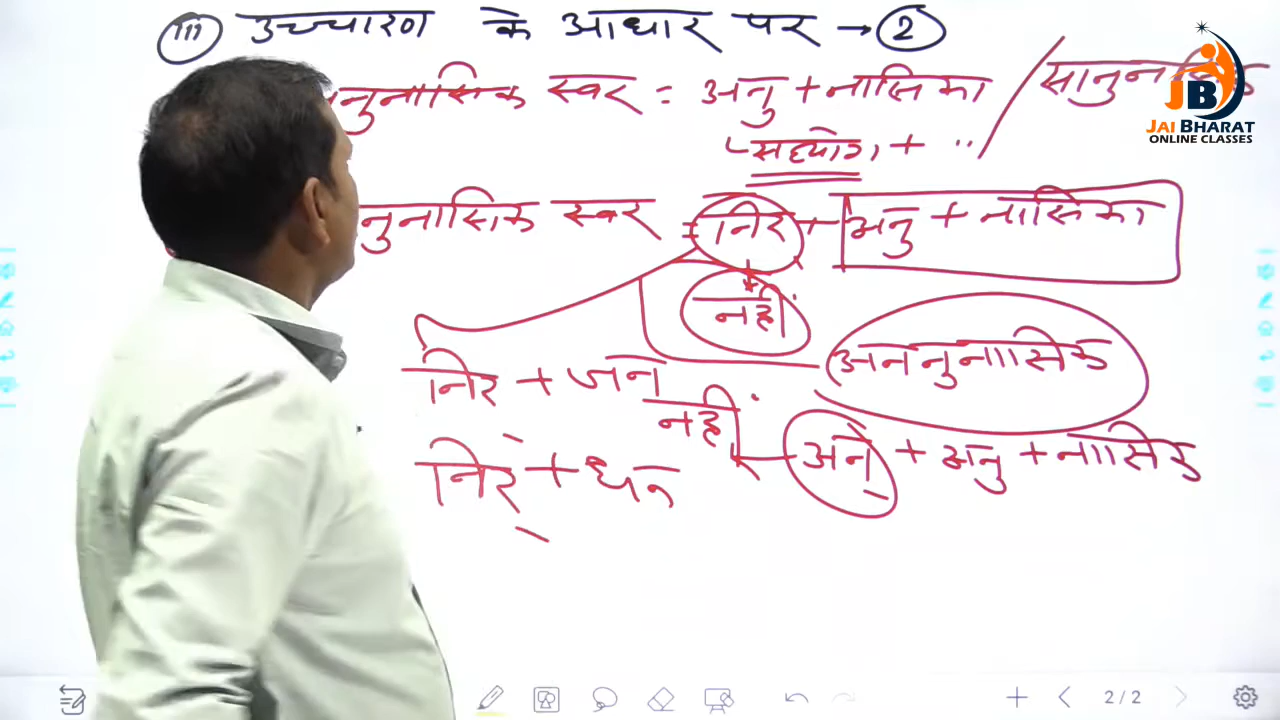 III उच्चारण के आधार पर → 2
नुनासिक स्वर = अनु + नासिका / सानुनासिक
सहयोग + "
नुनासिक स्वर = निर + अनु + नासिका
नहीं
अननुनासिक
निर + जन
नहीं
अन् + अनु + नासिक
निर् + धन
JAI BHARAT
ONLINE CLASSES
2/2